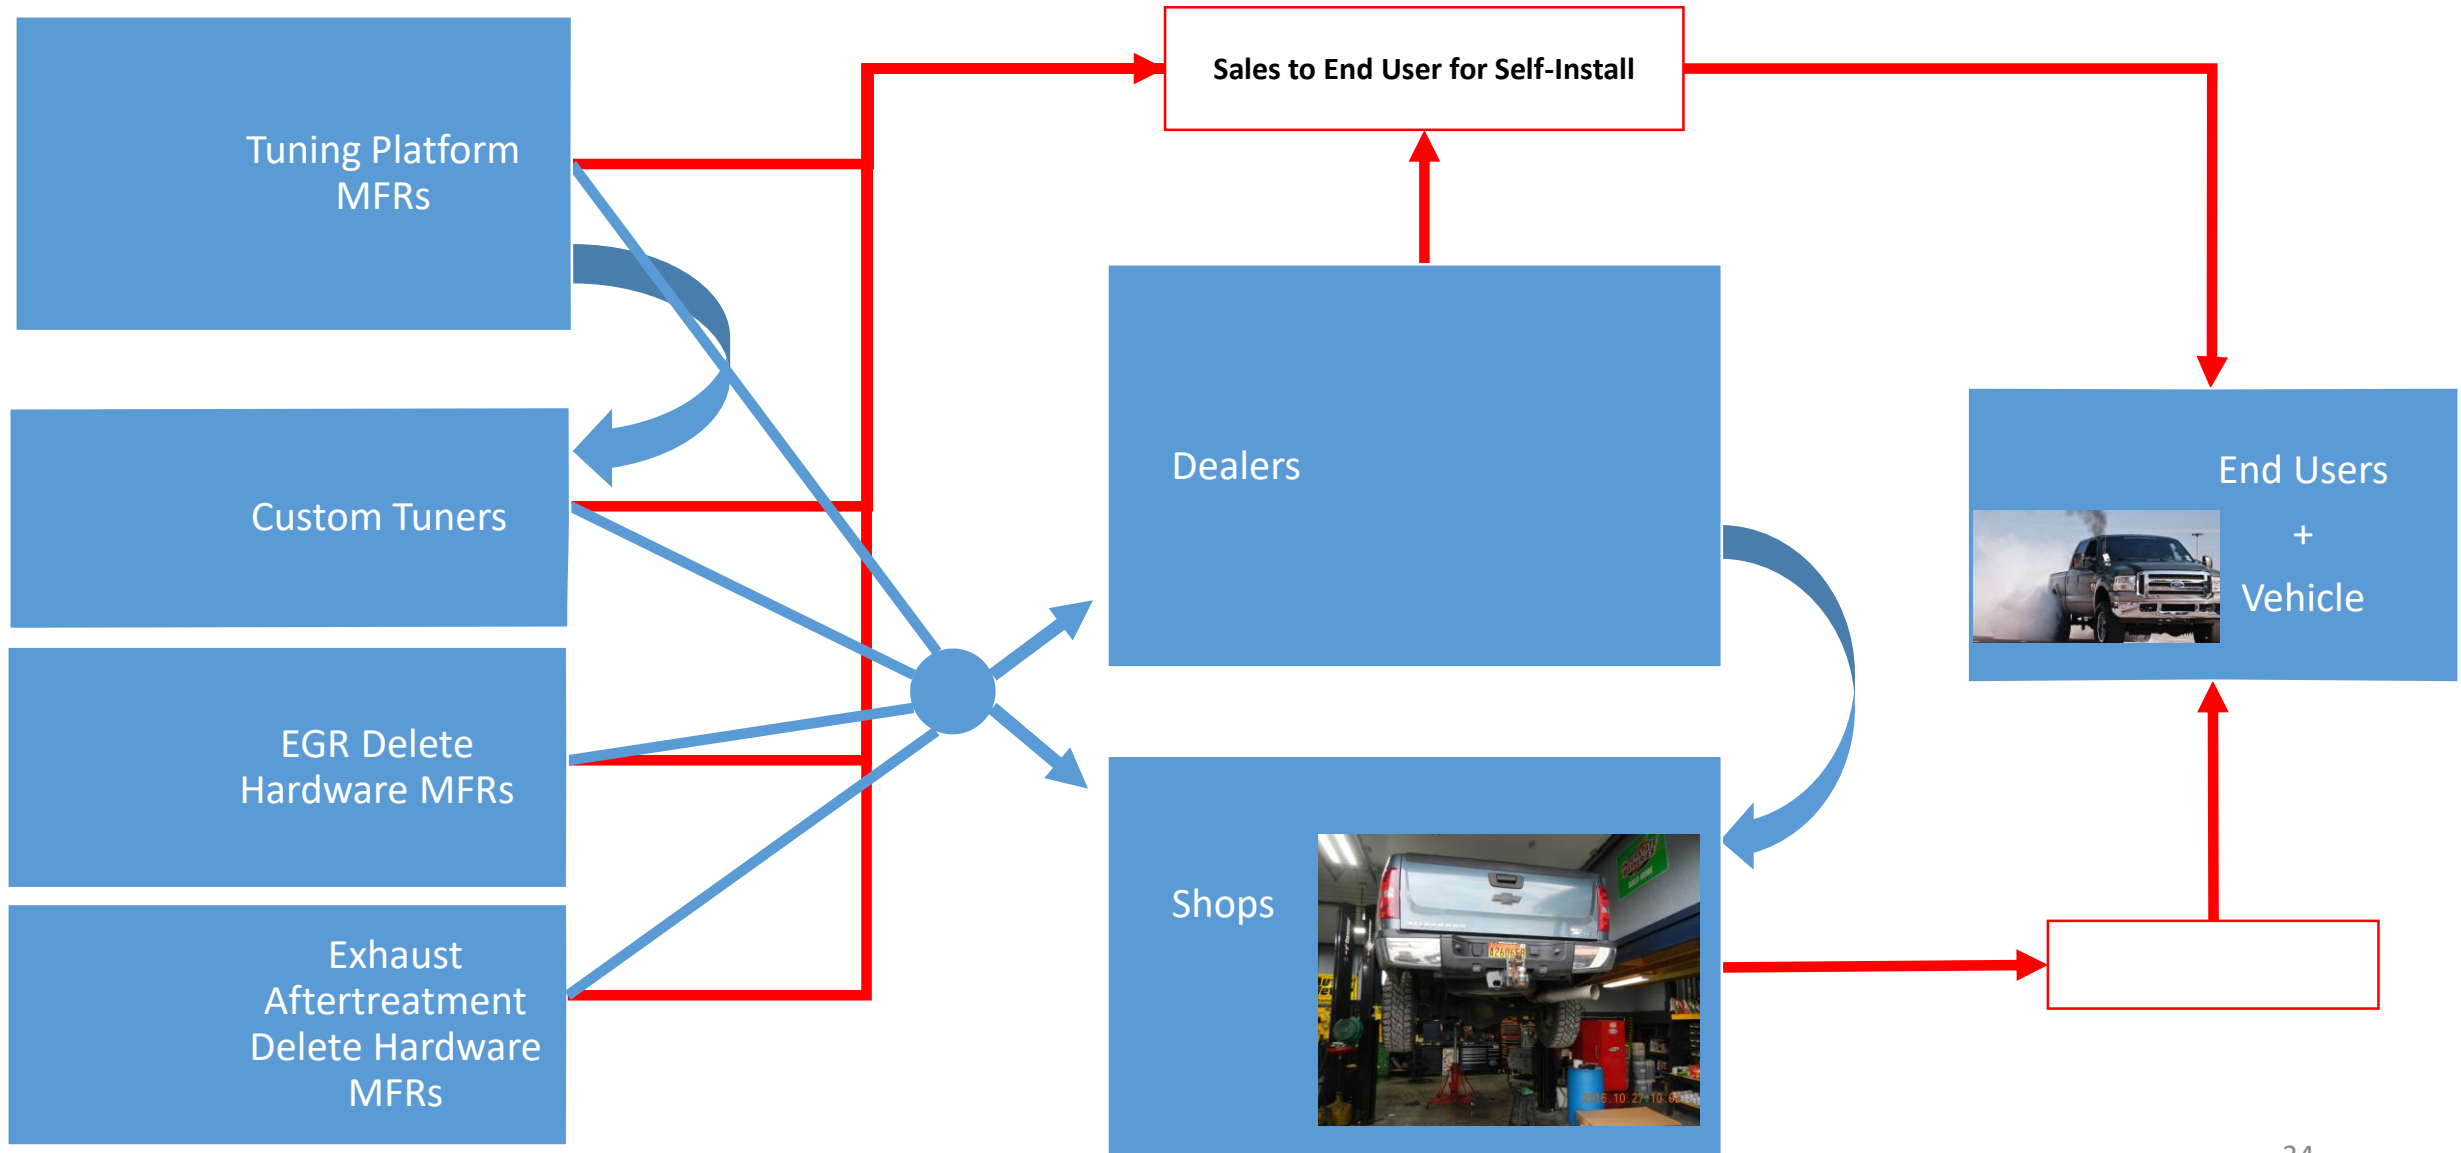 Sales to End User for Self-Install
Tuning Platform
MFRs
Custom Tuners
EGR Delete
Hardware MFRs
Exhaust
Aftertreatment
Delete Hardware
MFRs
Dealers
Shops
End Users
+
Vehicle